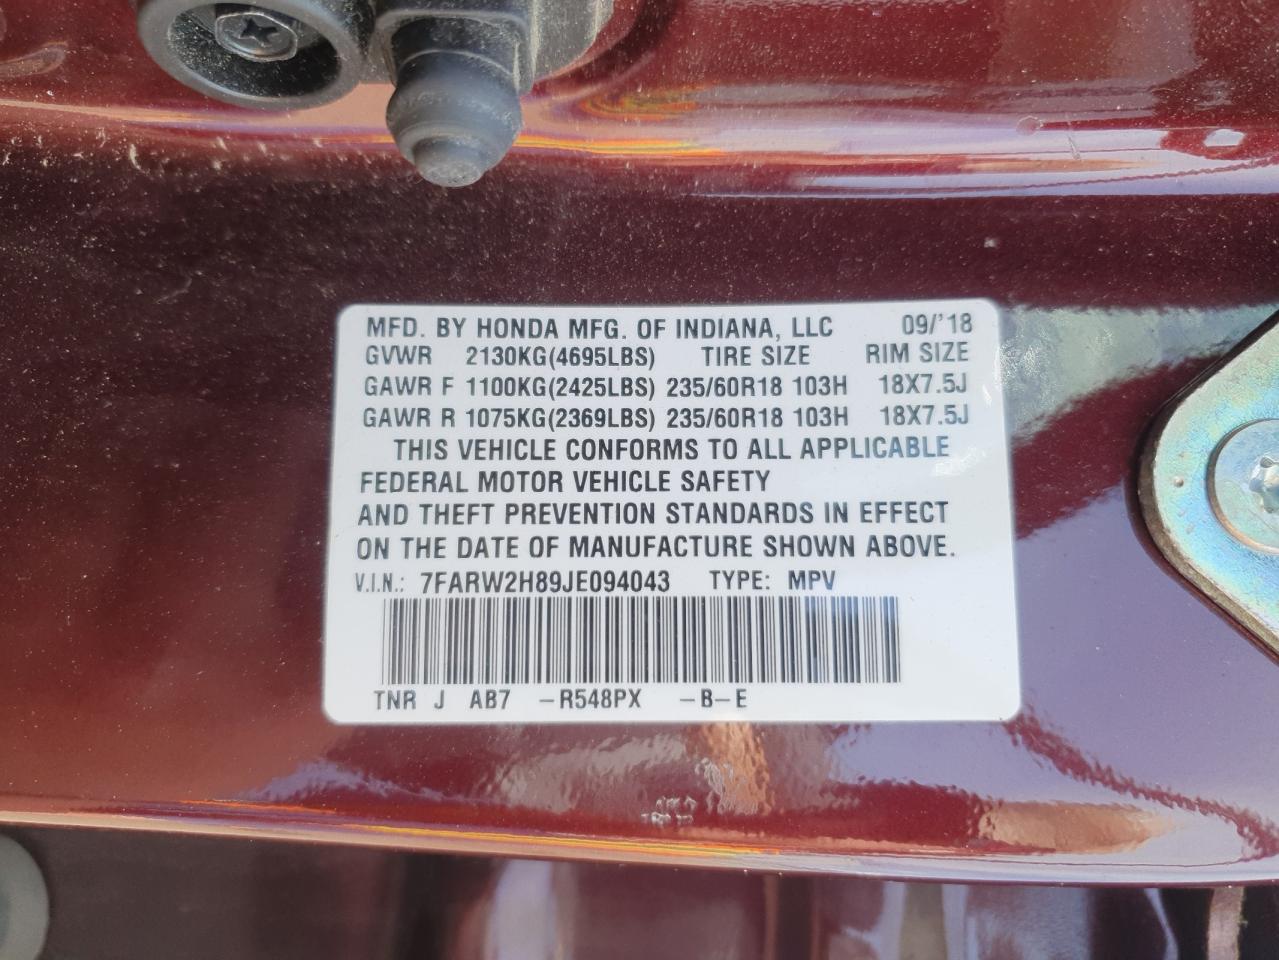 MFD. BY HONDA MFG. OF INDIANA, LLC 09/'18
GVWR 2130KG(4695LBS) TIRE SIZE RIM SIZE
GAWR F 1100KG(2425LBS) 235/60R18 103H 18X7.5J
GAWR R 1075KG(2369LBS) 235/60R18 103H 18X7.5J
THIS VEHICLE CONFORMS TO ALL APPLICABLE
FEDERAL MOTOR VEHICLE SAFETY
AND THEFT PREVENTION STANDARDS IN EFFECT
ON THE DATE OF MANUFACTURE SHOWN ABOVE.
V.I.N.: 7FARW2H89JE094043 TYPE: MPV
TNR J AB7 -R548PX -B-E